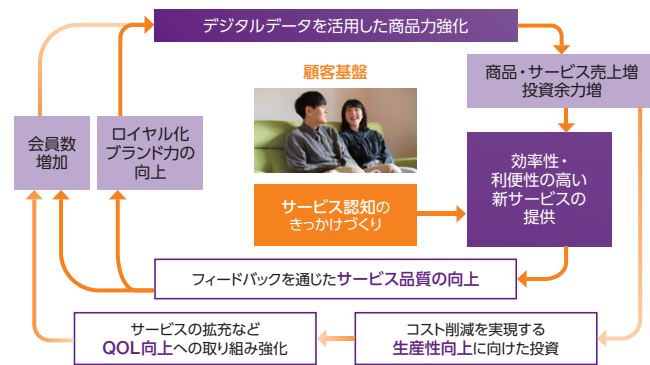 デジタルデータを活用した商品力強化
顧客基盤
商品・サービス売上増
投資余力増
会員数
増加
ロイヤル化
ブランド力の
向上
効率性・
利便性の高い
新サービスの
提供
サービス認知の
きっかけづくり
フィードバックを通じたサービス品質の向上
サービスの拡充など
QOL向上への取り組み強化
コスト削減を実現する
生産性向上に向けた投資